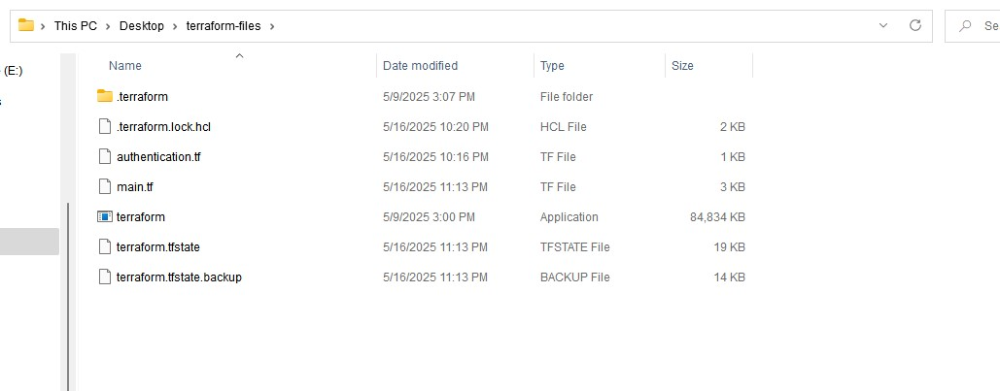 This PC > Desktop > terraform-files >
Se
(E:)
s
Name Date modified Type Size
.terraform 5/9/2025 3:07 PM File folder
.terraform.lock.hcl 5/16/2025 10:20 PM HCL File 2 KB
authentication.tf 5/16/2025 10:16 PM TF File 1 KB
main.tf 5/16/2025 11:13 PM TF File 3 KB
terraform 5/9/2025 3:00 PM Application 84,834 KB
terraform.tfstate 5/16/2025 11:13 PM TFSTATE File 19 KB
terraform.tfstate.backup 5/16/2025 11:13 PM BACKUP File 14 KB